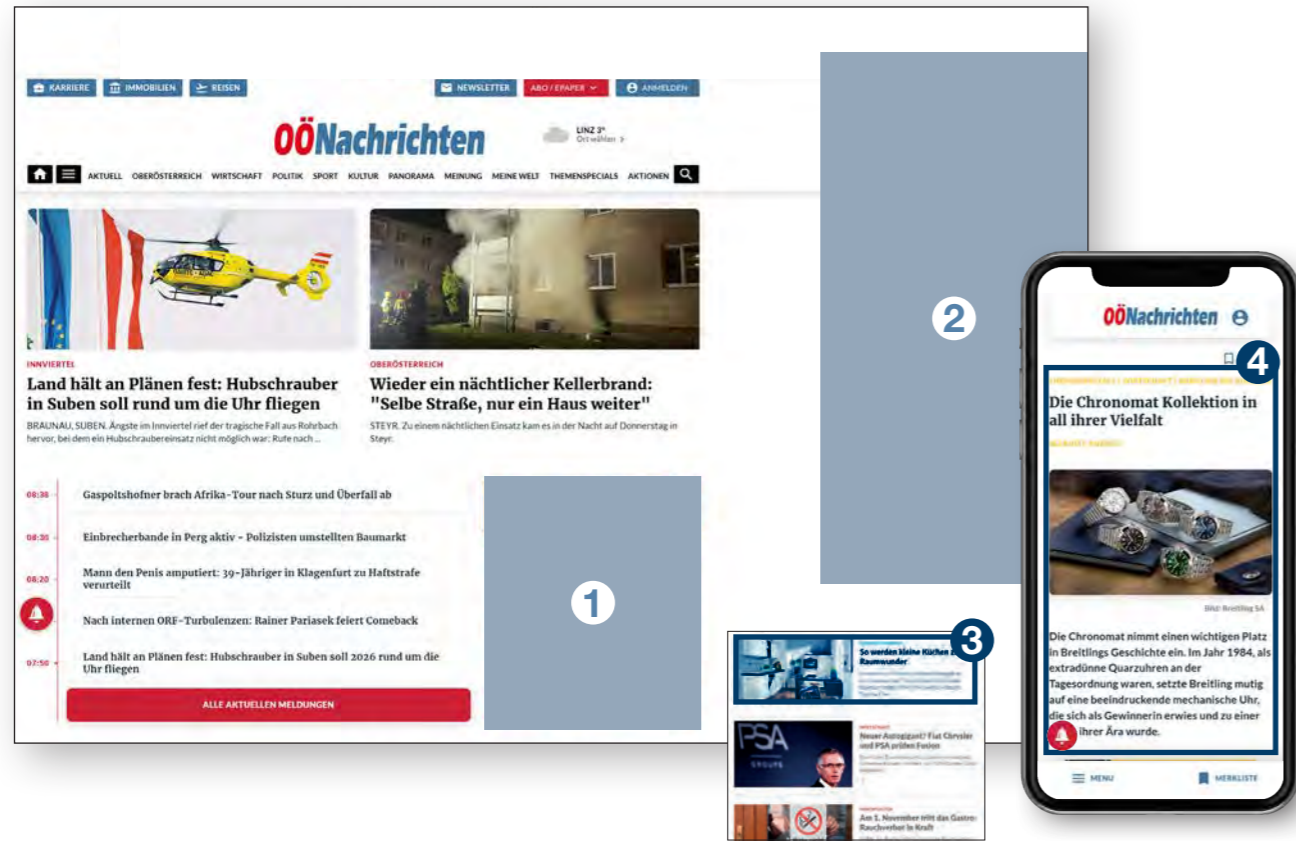 KARRIERE
IMMOBILIEN
REISEN
NEWSLETTER
ABO / EPAPER
ANMELDEN
OÖNachrichten
LINZ 3°
Ort wählen >
AKTUELL OBERÖSTERREICH WIRTSCHAFT POLITIK SPORT KULTUR PANORAMA MEINUNG MEINE WELT THEMENSPECIALS AKTIONEN
INNVIERTEL
Land hält an Plänen fest: Hubschrauber
in Suben soll rund um die Uhr fliegen
BRAUNAU, SUBEN. Ängste im Innviertel rief der tragische Fall aus Rohrbach
hervor, bei dem ein Hubschraubereinsatz nicht möglich war: Rufe nach ...
OBERÖSTERREICH
Wieder ein nächtlicher Kellerbrand:
"Selbe Straße, nur ein Haus weiter"
STEYR. Zu einem nächtlichen Einsatz kam es in der Nacht auf Donnerstag in
Steyr.
08:38
Gaspoltshofner brach Afrika-Tour nach Sturz und Überfall ab
08:35
Einbrecherbande in Perg aktiv - Polizisten umstellten Baumarkt
08:20
Mann den Penis amputiert: 39-Jähriger in Klagenfurt zu Haftstrafe
verurteilt
Nach internen ORF-Turbulenzen: Rainer Pariasek feiert Comeback
07:50
Land hält an Plänen fest: Hubschrauber in Suben soll 2026 rund um die
Uhr fliegen
ALLE AKTUELLEN MELDUNGEN
1
2
3
So werden kleine Küchen
Raumwunder
PSA
GROUPE
Neuer Autogigant? Fiat Chrysler
und PSA prüfen Fusion
Am 1. November tritt das Gastro-
Rauchverbot in Kraft
OÖNachrichten
4
Die Chronomat Kollektion in
all ihrer Vielfalt
Bild: Breitling SA
Die Chronomat nimmt einen wichtigen Platz
in Breitlings Geschichte ein. Im Jahr 1984, als
extradünne Quarzuhren an der
Tagesordnung waren, setzte Breitling mutig
auf eine beeindruckende mechanische Uhr,
die sich als Gewinnerin erwies und zu einer
ihrer Ära wurde.
MENU
MERKLISTE